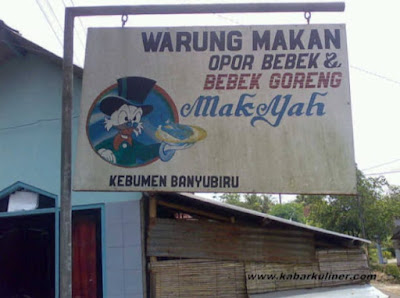 WARUNG MAKAN
OPOR BEBEK &
BEBEK GORENG
Mak Yah
KEBUMEN BANYUBIRU
www.kabarkuliner.com